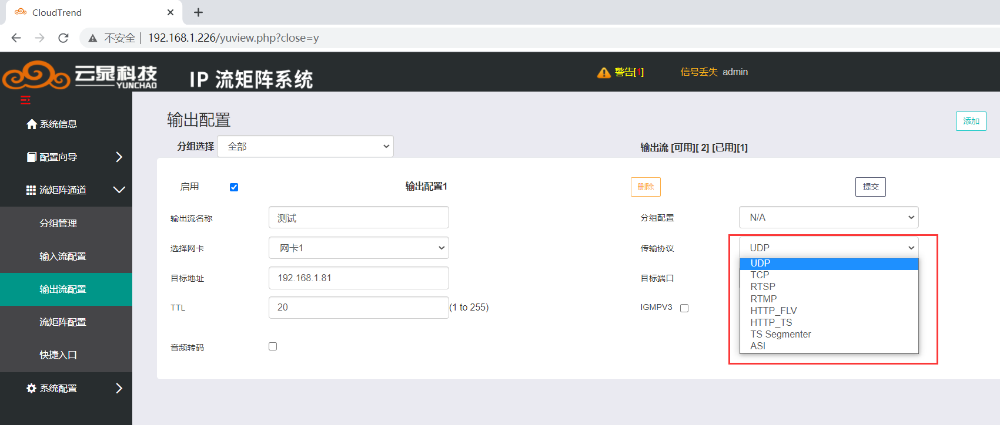 CloudTrend
不安全 | 192.168.1.226/yuview.php?close=y
云晁科技
YUNCHAO
IP 流矩阵系统
警告[1]
信号丢失 admin
系统信息
配置向导
流矩阵通道
分组管理
输入流配置
输出流配置
流矩阵配置
快捷入口
系统配置
输出配置
添加
分组选择 全部
输出流 [可用][ 2] [已用][1]
启用
输出配置1
删除
提交
输出流名称 测试
分组配置 N/A
选择网卡 网卡1
传输协议 UDP
UDP
TCP
RTSP
RTMP
HTTP_FLV
HTTP_TS
TS Segmenter
ASI
目标地址 192.168.1.81
目标端口
TTL 20 (1 to 255)
IGMPV3
音频转码